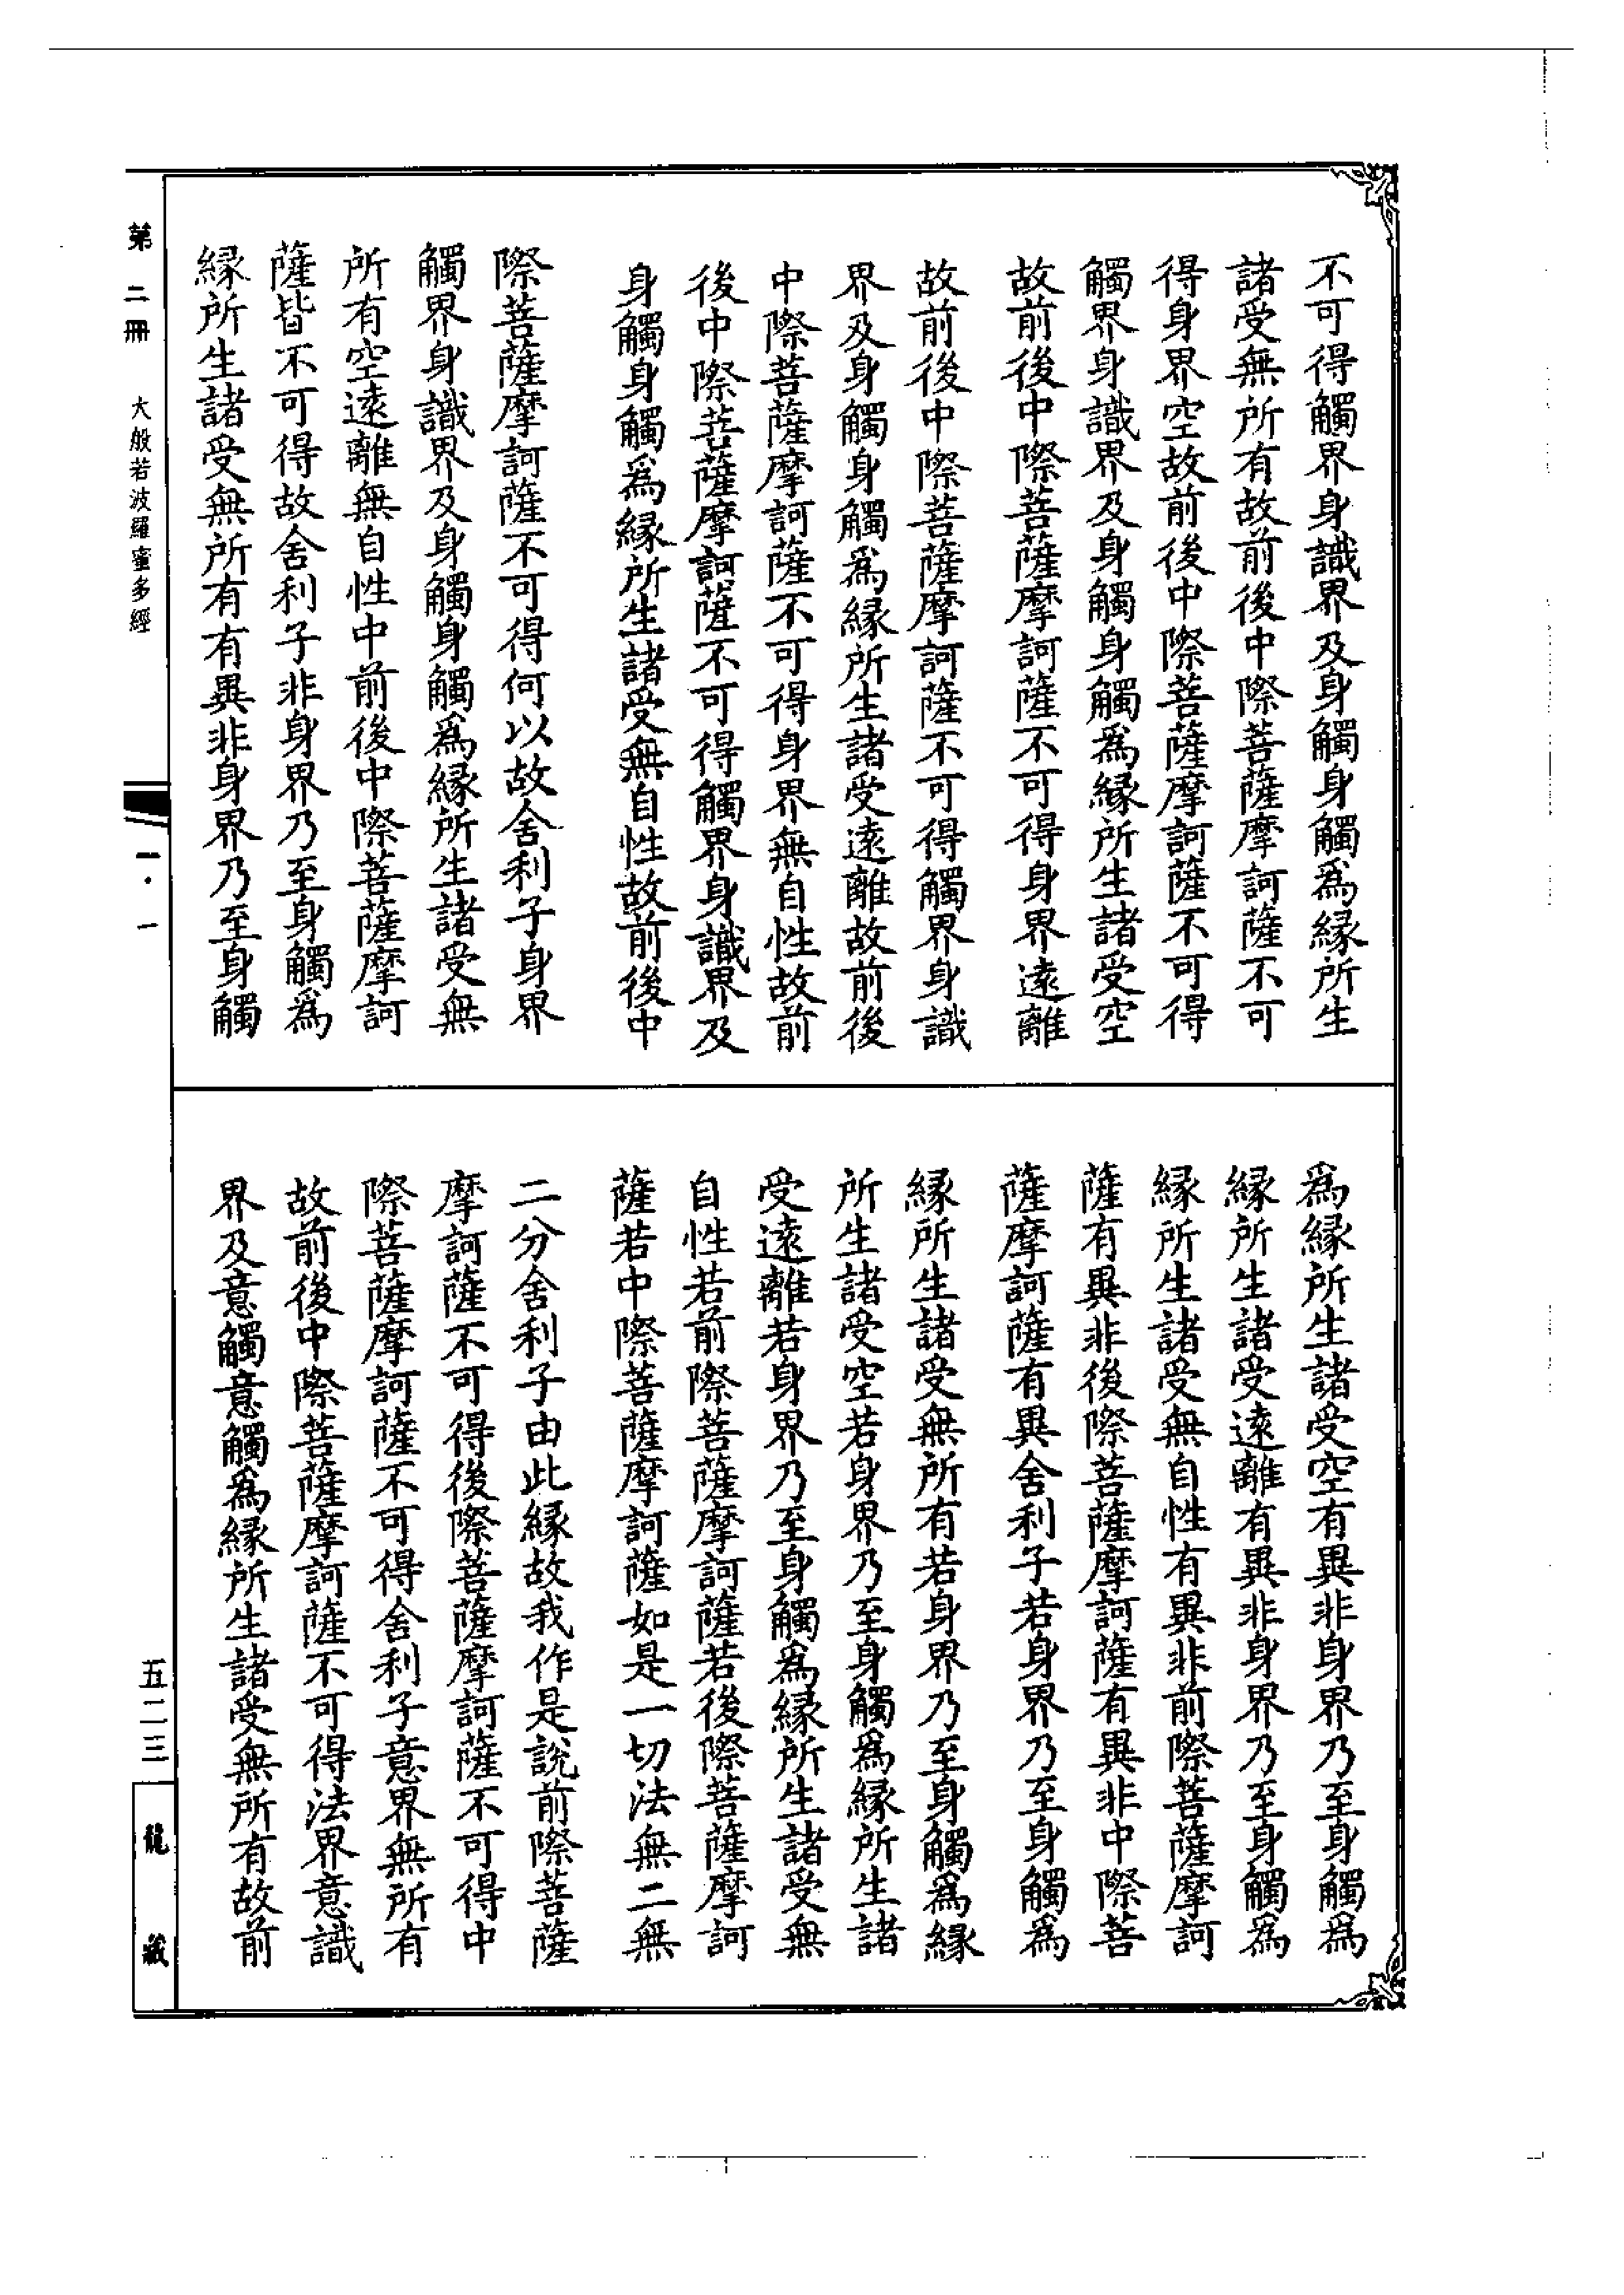 不可得觸界身識界及身觸身觸爲緣所生
諸受無所有故前後中際菩薩摩訶薩不可
得身界空故前後中際菩薩摩訶薩不可得
觸界身識界及身觸身觸爲緣所生諸受空
故前後中際菩薩摩訶薩不可得身界遠離
故前後中際菩薩摩訶薩不可得觸界身識
界及身觸身觸爲緣所生諸受遠離故前後
中際菩薩摩訶薩不可得身界無自性故前
後中際菩薩摩訶薩不可得觸界身識界及
身觸身觸爲緣所生諸受無自性故前後中
際菩薩摩訶薩不可得何以故舍利子身界
觸界身識界及身觸身觸爲緣所生諸受無
所有空遠離無自性中前後中際菩薩摩訶
薩皆不可得故舍利子非身界乃至身觸爲
緣所生諸受無所有有異非身界乃至身觸
爲緣所生諸受空有異非身界乃至身觸爲
緣所生諸受遠離有異非身界乃至身觸爲
緣所生諸受無自性有異非前際菩薩摩訶
薩有異非後際菩薩摩訶薩有異非中際菩
薩摩訶薩有異舍利子若身界乃至身觸爲
緣所生諸受無所有若身界乃至身觸爲緣
所生諸受空若身界乃至身觸爲緣所生諸
受遠離若身界乃至身觸爲緣所生諸受無
自性若前際菩薩摩訶薩若後際菩薩摩訶
薩若中際菩薩摩訶薩如是一切法無二無
二分舍利子由此緣故我作是說前際菩薩
摩訶薩不可得後際菩薩摩訶薩不可得中
際菩薩摩訶薩不可得舍利子意界無所有
故前後中際菩薩摩訶薩不可得法界意識
界及意觸意觸爲緣所生諸受無所有故前
第二冊 大般若波羅蜜多經
一·一
五二三
龍藏